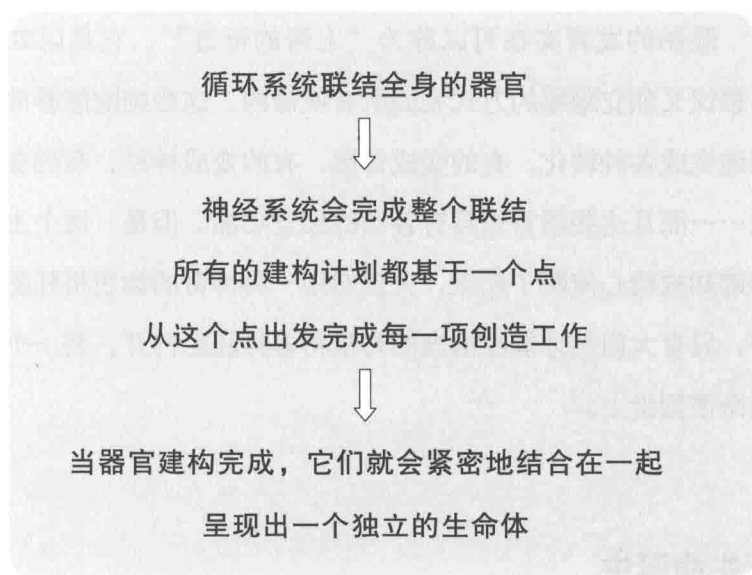 循环系统联结全身的器官
神经系统会完成整个联结
所有的建构计划都基于一个点
从这个点出发完成每一项创造工作
当器官建构完成，它们就会紧密地结合在一起
呈现出一个独立的生命体